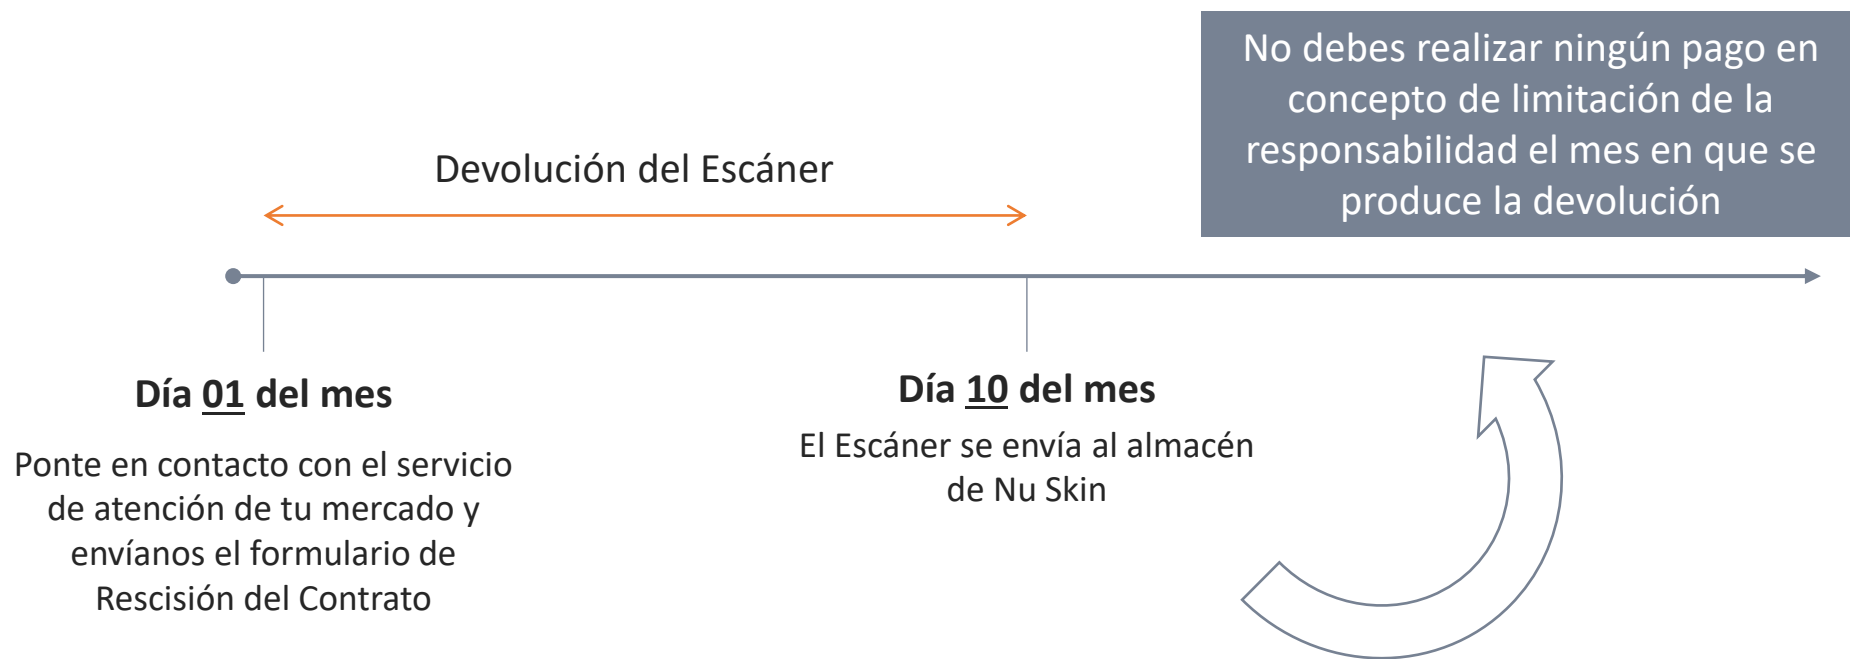 No debes realizar ningún pago en
concepto de limitación de la
responsabilidad el mes en que se
produce la devolución
Devolución del Escáner
Día 01 del mes
Ponte en contacto con el servicio
de atención de tu mercado y
envíanos el formulario de
Rescisión del Contrato
Día 10 del mes
El Escáner se envía al almacén
de Nu Skin